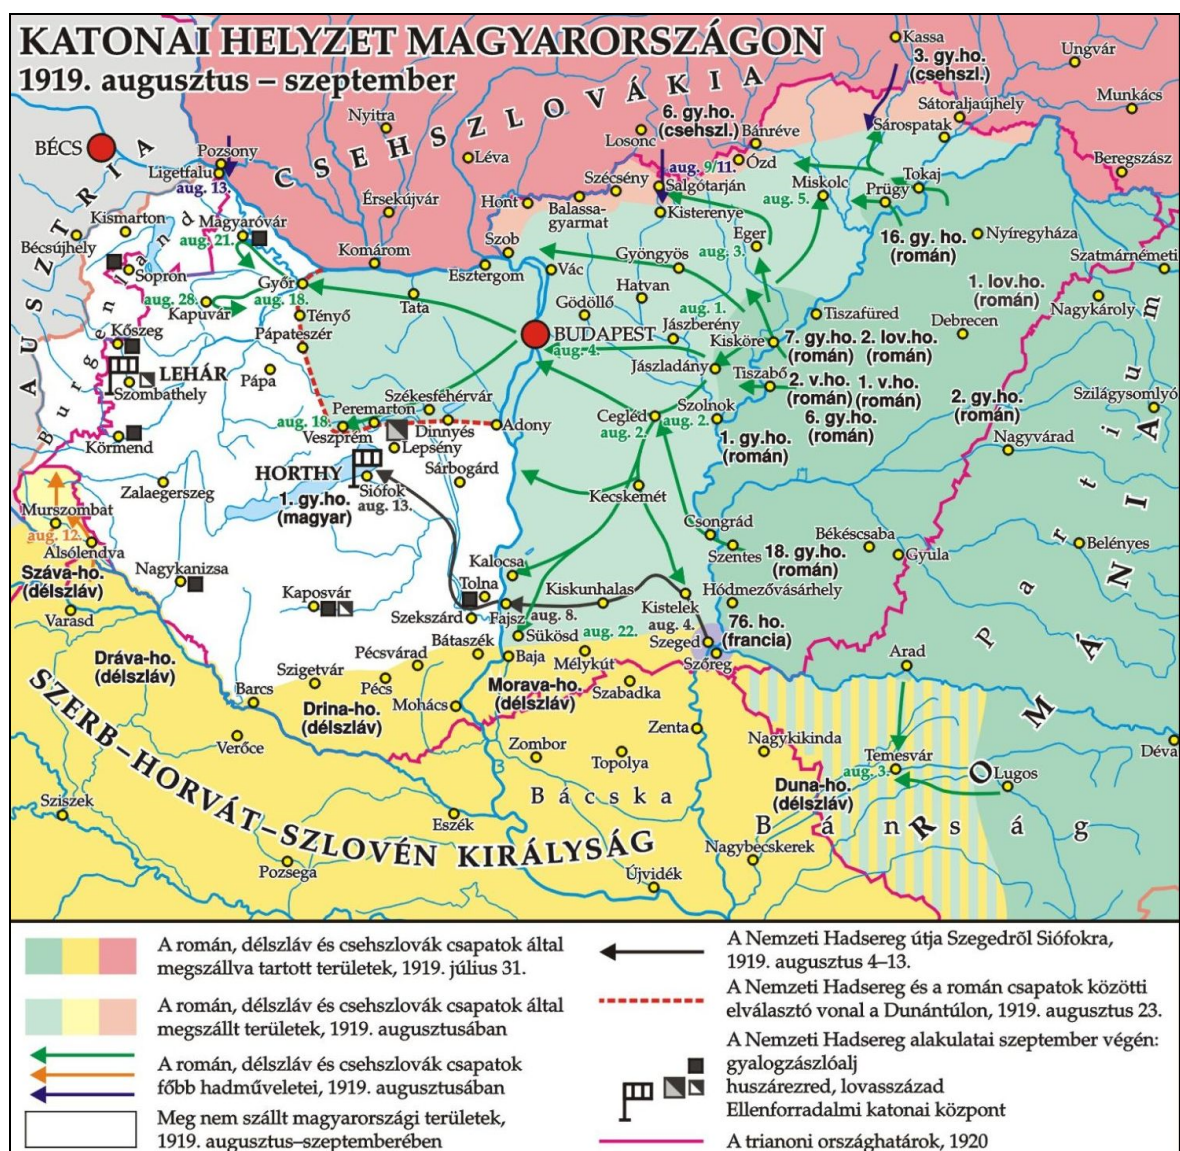 KATONAI HELYZET MAGYARORSZÁGON
1919. augusztus – szeptember
CSEHSZLOVÁKIA
AUSZTRIA
Burgenland
BÉCS
Pozsony
Ligetfalu
aug. 13.
Nyitra
Léva
Losonc
6. gy.ho.
(csehszl.)
Bánréve
Kassa
3. gy.ho.
(csehszl.)
Ungvár
Munkács
Sátoraljaújhely
Sárospatak
Beregszász
Kismarton
Bécsújhely
Magyaróvár
aug. 21.
Érsekújvár
Hont
Szécsény
Balassa-
gyarmat
aug. 9/11.
Salgótarján
Ózd
Kisterenye
Miskolc
aug. 5.
Prügy
Tokaj
16. gy. ho.
(román)
Nyíregyháza
Szatmárnémeti
Sopron
Komárom
Szob
Esztergom
Vác
Gyöngyös
Eger
aug. 3.
aug. 28.
Kapuvár
Győr
aug. 18.
Tata
Gödöllő
Hatvan
1. lov.ho.
(román)
Nagykároly
Kőszeg
Tényő
Pápateszér
BUDAPEST
aug. 4.
aug. 1.
Jászberény
Kisköre
Tiszafüred
Debrecen
7. gy.ho.
(román)
2. lov.ho.
(román)
LEHÁR
Szombathely
Pápa
Jászladány
Tiszabő
2. v.ho.
(román)
1. v.ho.
(román)
6. gy.ho.
(román)
2. gy.ho.
(román)
Szilágysomlyó
Székesfehérvár
Peremarton
aug. 18.
Veszprém
Dinnyés
Adony
Lepsény
Cegléd
aug. 2.
Szolnok
aug. 2.
1. gy.ho.
(román)
Nagyvárad
Körmend
HORTHY
1. gy.ho.
(magyar)
Siófok
aug. 13.
Sárbogárd
Zalaegerszeg
Kecskemét
Murszombat
aug. 12.
Alsólendva
Száva-ho.
(délszláv)
Csongrád
Szentes
18. gy.ho.
(román)
Békéscsaba
Gyula
Belényes
Partium
ROMÁNIA
Nagykanizsa
Kaposvár
Kalocsa
Tolna
Szekszárd
Fajsz
aug. 8.
Kiskunhalas
Kistelek
aug. 4.
Hódmezővásárhely
76. ho.
(francia)
Varasd
Bátaszék
Sükösd
aug. 22.
Szeged
Szőreg
Arad
Dráva-ho.
(délszláv)
Szigetvár
Pécsvárad
Pécs
Baja
Mélykút
Morava-ho.
(délszláv)
Szabadka
Barcs
Drina-ho.
(délszláv)
Mohács
Zenta
Verőce
Zombor
Topolya
Nagykikinda
Temesvár
aug. 3.
Lugos
Déva
Duna-ho.
(délszláv)
Bácska
Bánság
Sziszek
SZERB–HORVÁT–SZLOVÉN KIRÁLYSÁG
Eszék
Pozsega
Nagybecskerek
Újvidék
A román, délszláv és csehszlovák csapatok által
megszállva tartott területek, 1919. július 31.
A román, délszláv és csehszlovák csapatok által
megszállt területek, 1919. augusztusában
A román, délszláv és csehszlovák csapatok
főbb hadműveletei, 1919. augusztusában
Meg nem szállt magyarországi területek,
1919. augusztus–szeptemberében
A Nemzeti Hadsereg útja Szegedről Siófokra,
1919. augusztus 4–13.
A Nemzeti Hadsereg és a román csapatok közötti
elválasztó vonal a Dunántúlon, 1919. augusztus 23.
A Nemzeti Hadsereg alakulatai szeptember végén:
gyalogzászlóalj
huszárezred, lovasszázad
Ellenforradalmi katonai központ
A trianoni országhatárok, 1920